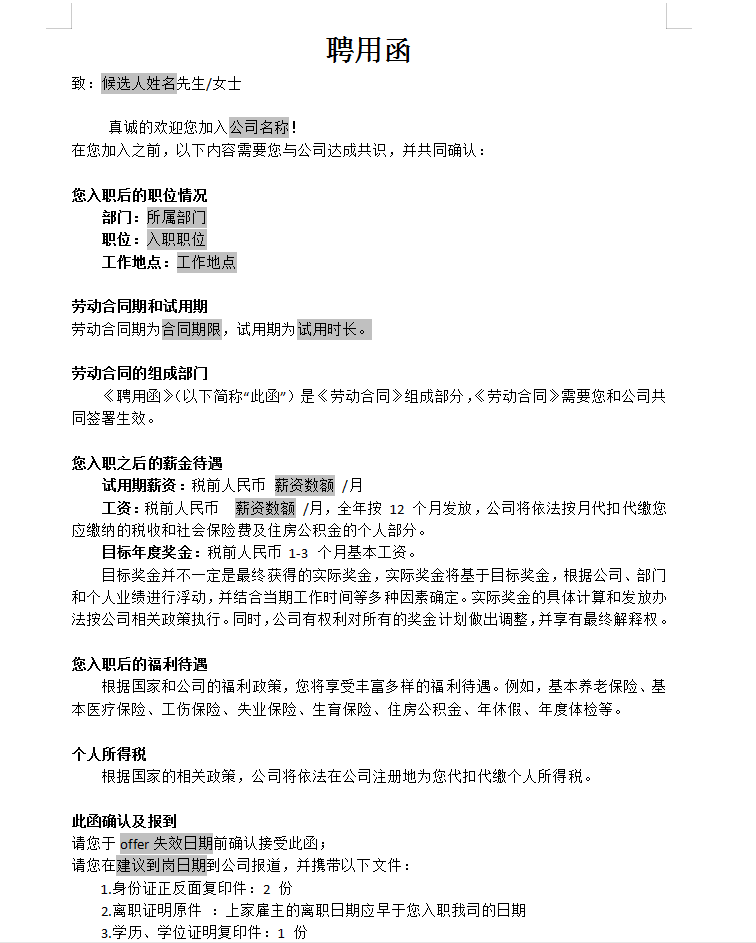 聘用函
致：候选人姓名先生/女士
真诚的欢迎您加入公司名称！
在您加入之前，以下内容需要您与公司达成共识，并共同确认：
您入职后的职位情况
部门：所属部门
职位：入职职位
工作地点：工作地点
劳动合同期和试用期
劳动合同期为合同期限，试用期为试用时长。
劳动合同的组成部门
《聘用函》（以下简称“此函”）是《劳动合同》组成部分，《劳动合同》需要您和公司共
同签署生效。
您入职之后的薪金待遇
试用期薪资：税前人民币 薪资数额 /月
工资：税前人民币 薪资数额 /月，全年按 12 个月发放，公司将依法按月代扣代缴您
应缴纳的税收和社会保险费及住房公积金的个人部分。
目标年度奖金：税前人民币 1-3 个月基本工资。
目标奖金并不一定是最终获得的实际奖金，实际奖金将基于目标奖金，根据公司、部门
和个人业绩进行浮动，并结合当期工作时间等多种因素确定。实际奖金的具体计算和发放办
法按公司相关政策执行。同时，公司有权利对所有的奖金计划做出调整，并享有最终解释权。
您入职后的福利待遇
根据国家和公司的福利政策，您将享受丰富多样的福利待遇。例如，基本养老保险、基
本医疗保险、工伤保险、失业保险、生育保险、住房公积金、年休假、年度体检等。
个人所得税
根据国家的相关政策，公司将依法在公司注册地为您代扣代缴个人所得税。
此函确认及报到
请您于 offer 失效日期前确认接受此函；
请您在建议到岗日期到公司报道，并携带以下文件：
1.身份证正反面复印件：2 份
2.离职证明原件 ：上家雇主的离职日期应早于您入职我司的日期
3.学历、学位证明复印件：1 份